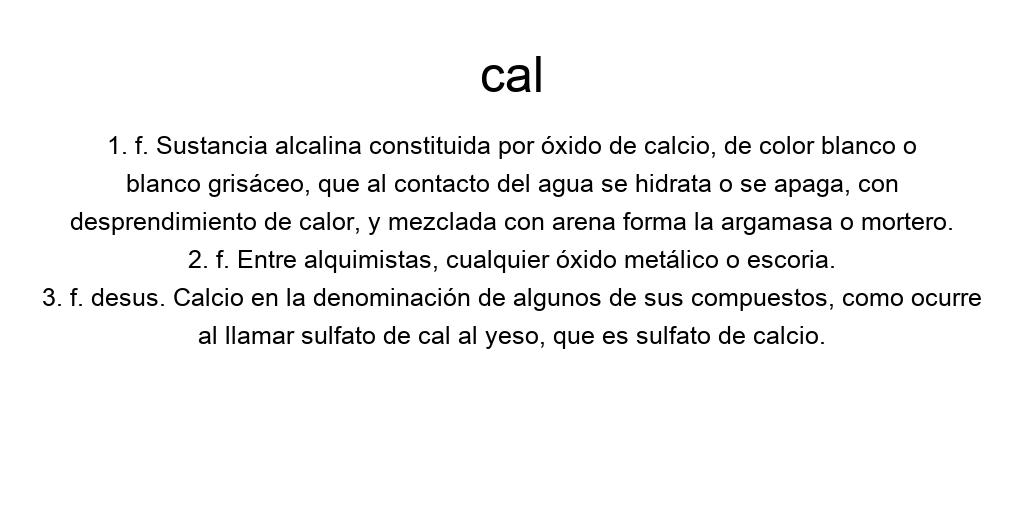 cal
1. f. Sustancia alcalina constituida por óxido de calcio, de color blanco o
blanco grisáceo, que al contacto del agua se hidrata o se apaga, con
desprendimiento de calor, y mezclada con arena forma la argamasa o mortero.
2. f. Entre alquimistas, cualquier óxido metálico o escoria.
3. f. desus. Calcio en la denominación de algunos de sus compuestos, como ocurre
al llamar sulfato de cal al yeso, que es sulfato de calcio.